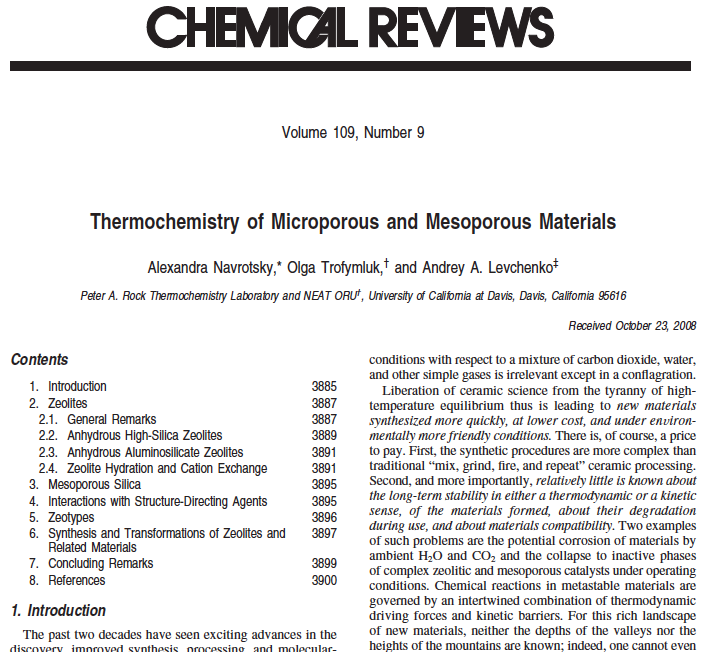 CHEMICAL REVIEWS
Volume 109, Number 9
Thermochemistry of Microporous and Mesoporous Materials
Alexandra Navrotsky,* Olga Trofymluk,† and Andrey A. Levchenko‡
Peter A. Rock Thermochemistry Laboratory and NEAT ORU†, University of California at Davis, Davis, California 95616
Received October 23, 2008
Contents
1. Introduction 3885
2. Zeolites 3887
2.1. General Remarks 3887
2.2. Anhydrous High-Silica Zeolites 3889
2.3. Anhydrous Aluminosilicate Zeolites 3891
2.4. Zeolite Hydration and Cation Exchange 3891
3. Mesoporous Silica 3895
4. Interactions with Structure-Directing Agents 3895
5. Zeotypes 3896
6. Synthesis and Transformations of Zeolites and 3897
Related Materials
7. Concluding Remarks 3899
8. References 3900
1. Introduction
The past two decades have seen exciting advances in the
discovery, improved synthesis, processing, and molecular-
conditions with respect to a mixture of carbon dioxide, water,
and other simple gases is irrelevant except in a conflagration.
Liberation of ceramic science from the tyranny of high-
temperature equilibrium thus is leading to new materials
synthesized more quickly, at lower cost, and under environ-
mentally more friendly conditions. There is, of course, a price
to pay. First, the synthetic procedures are more complex than
traditional “mix, grind, fire, and repeat” ceramic processing.
Second, and more importantly, relatively little is known about
the long-term stability in either a thermodynamic or a kinetic
sense, of the materials formed, about their degradation
during use, and about materials compatibility. Two examples
of such problems are the potential corrosion of materials by
ambient H₂O and CO₂ and the collapse to inactive phases
of complex zeolitic and mesoporous catalysts under operating
conditions. Chemical reactions in metastable materials are
governed by an intertwined combination of thermodynamic
driving forces and kinetic barriers. For this rich landscape
of new materials, neither the depths of the valleys nor the
heights of the mountains are known; indeed, one cannot even